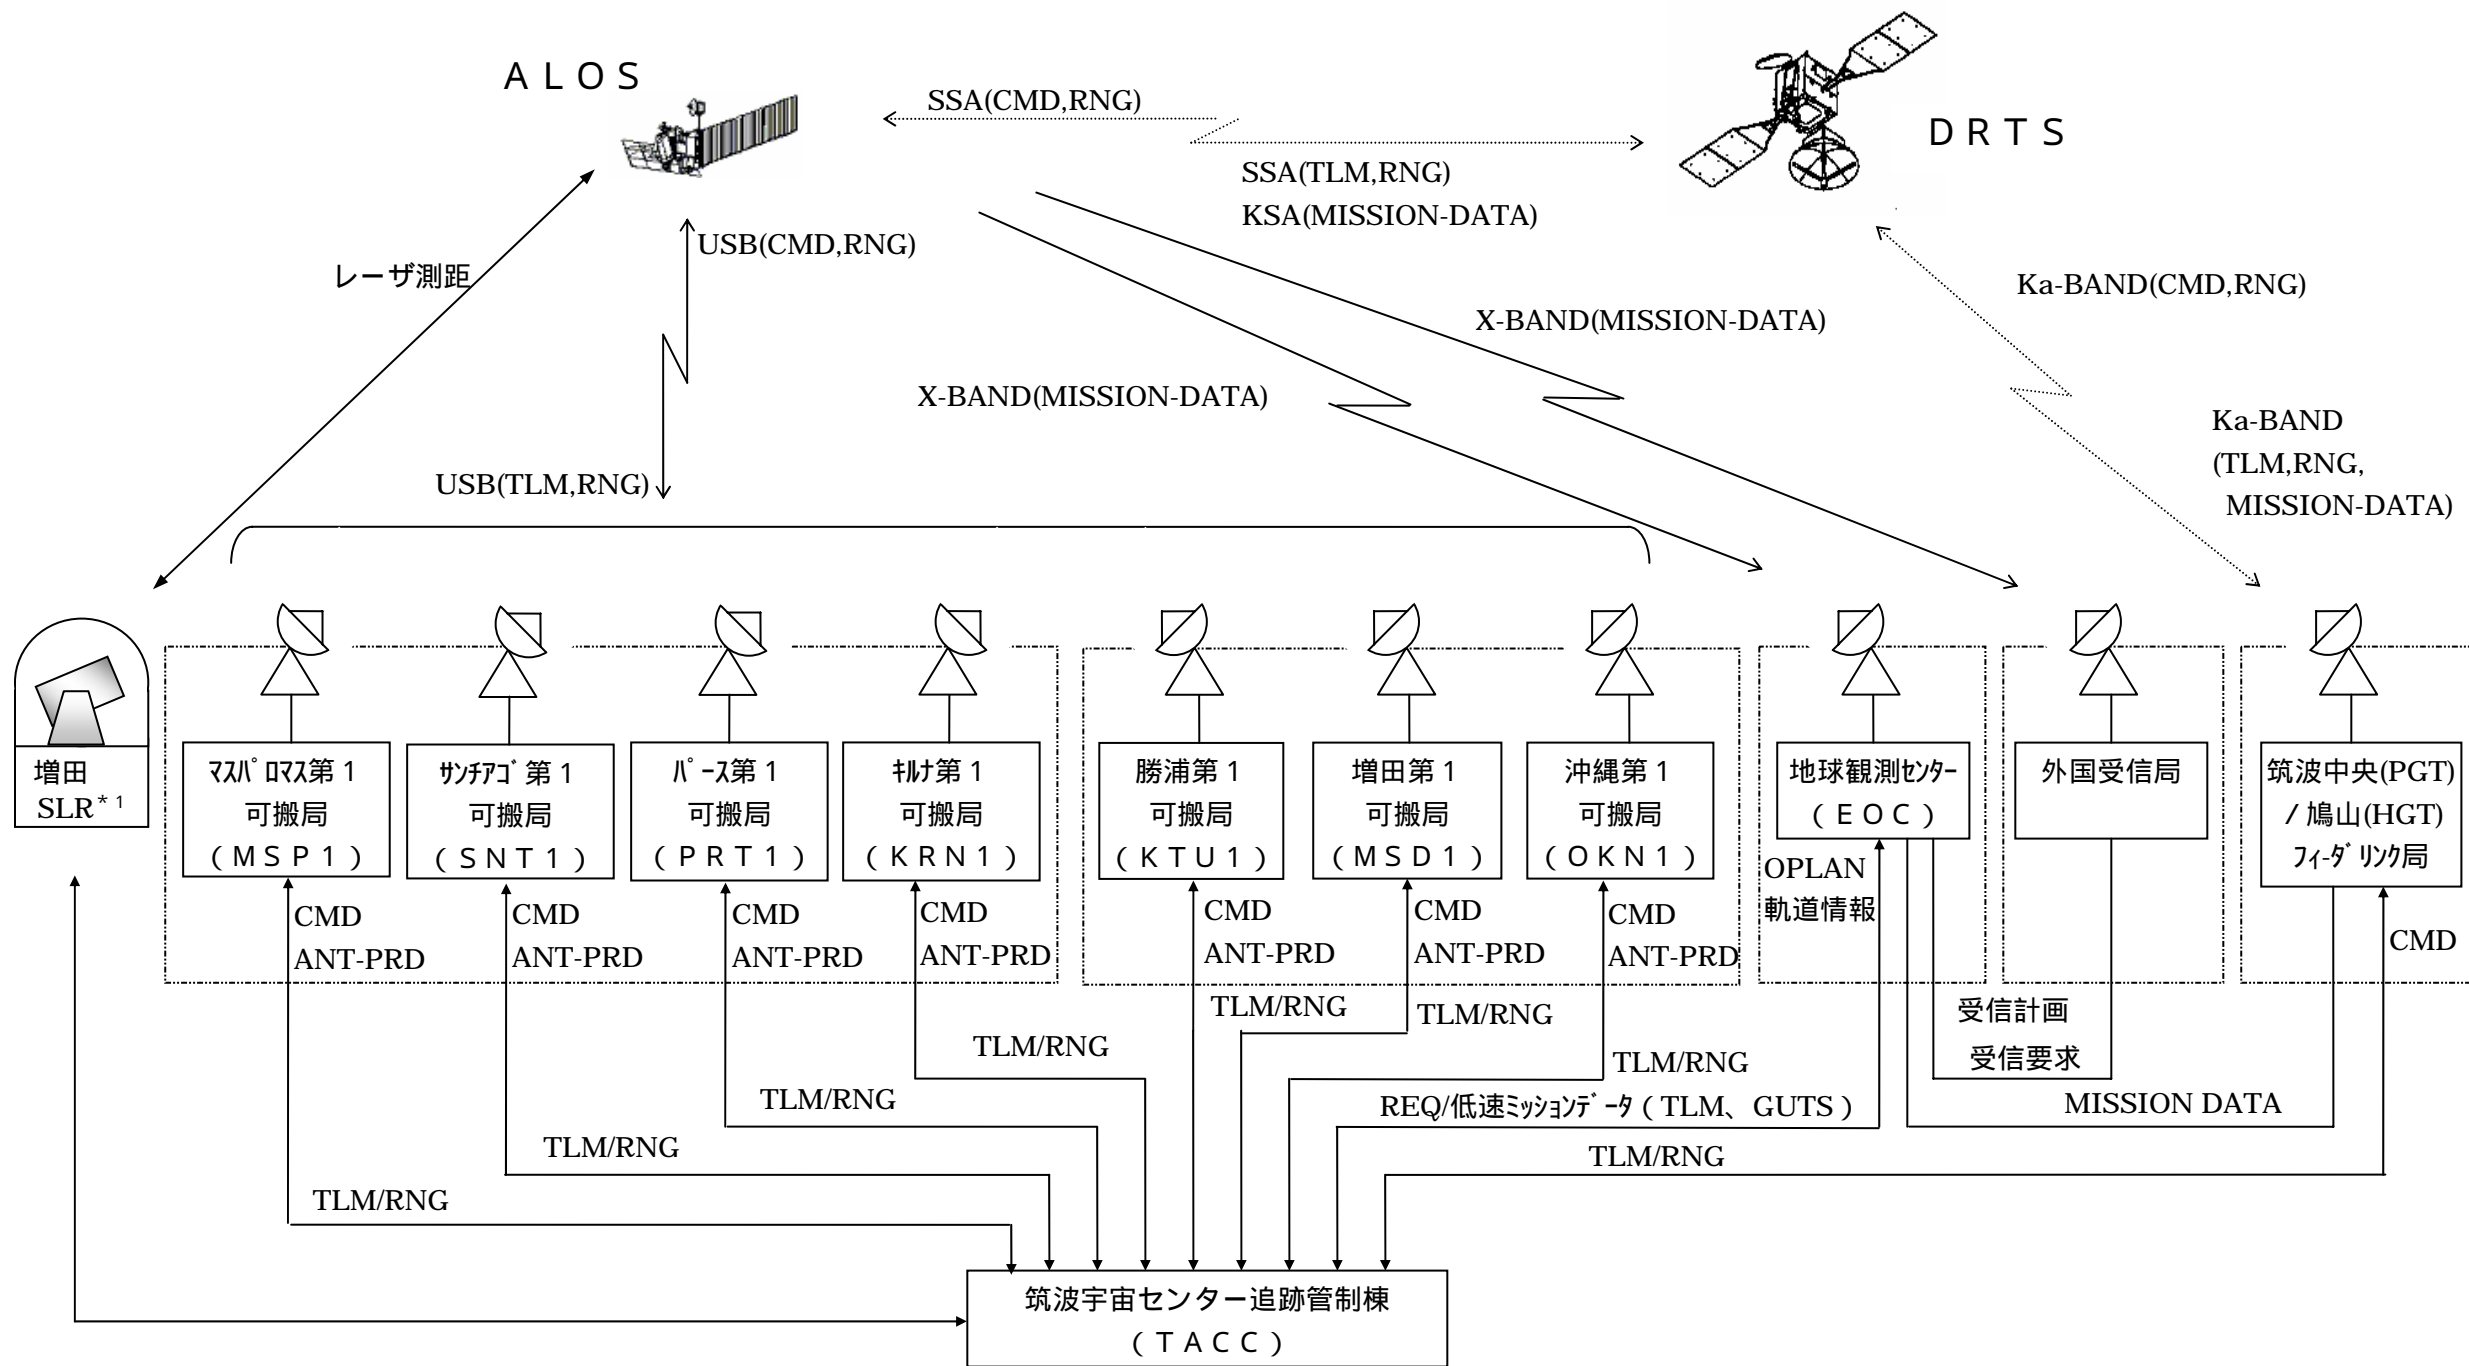 ＡＬＯＳ
SSA(CMD,RNG)
ＤＲＴＳ
SSA(TLM,RNG)
KSA(MISSION-DATA)
USB(CMD,RNG)
レーザ測距
Ka-BAND(CMD,RNG)
X-BAND(MISSION-DATA)
X-BAND(MISSION-DATA)
Ka-BAND
(TLM,RNG,
MISSION-DATA)
USB(TLM,RNG)
増田
SLR*1
ﾏｽﾊﾟﾛﾏｽ第1
可搬局
(ＭＳＰ１)
ｻﾝﾁｱｺﾞ第1
可搬局
(ＳＮＴ１)
ﾊﾟｰｽ第1
可搬局
(ＰＲＴ１)
ｷﾙﾅ第1
可搬局
(ＫＲＮ１)
勝浦第1
可搬局
(ＫＴＵ１)
増田第1
可搬局
(ＭＳＤ１)
沖縄第1
可搬局
(ＯＫＮ１)
地球観測ｾﾝﾀｰ
(ＥＯＣ)
外国受信局
筑波中央(PGT)
/鳩山(HGT)
ﾌｨｰﾀﾞﾘﾝｸ局
CMD
ANT-PRD
CMD
ANT-PRD
CMD
ANT-PRD
CMD
ANT-PRD
CMD
ANT-PRD
CMD
ANT-PRD
CMD
ANT-PRD
OPLAN
軌道情報
CMD
TLM/RNG
TLM/RNG
受信計画
受信要求
TLM/RNG
TLM/RNG
TLM/RNG
REQ/低速ﾐｯｼｮﾝﾃﾞｰﾀ(TLM、GUTS)
MISSION DATA
TLM/RNG
TLM/RNG
TLM/RNG
筑波宇宙センター追跡管制棟
(ＴＡＣＣ)